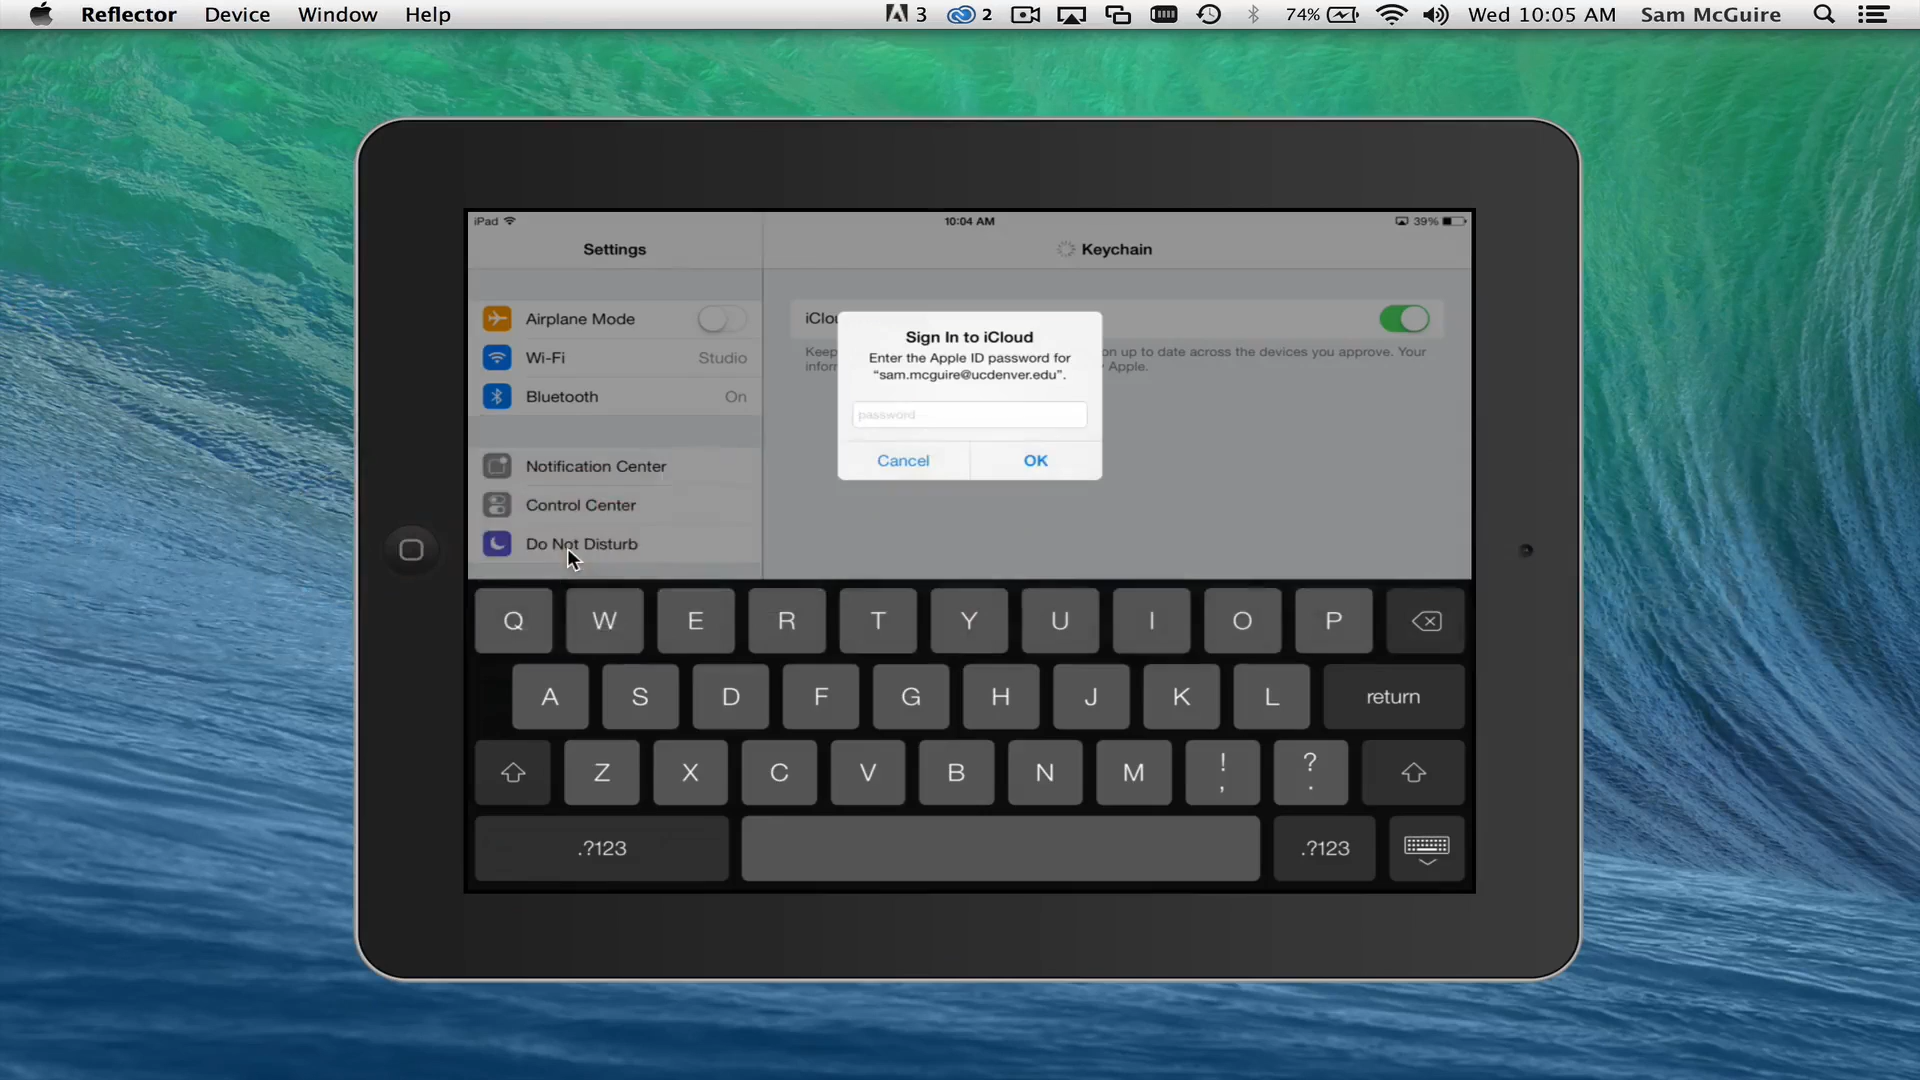 Reflector Device Window Help
3 2 74% Wed 10:05 AM Sam McGuire
iPad 10:04 AM 39%
Settings
Keychain
Airplane Mode
Wi-Fi Studio
Bluetooth On
Notification Center
Control Center
Do Not Disturb
Keep on up to date across the devices you approve. Your
Apple.
Sign In to iCloud
Enter the Apple ID password for
“sam.mcguire@ucdenver.edu”.
password
Cancel OK
Q W E R T Y U I O P
A S D F G H J K L return
Z X C V B N M ! , ? .
.?123 .?123